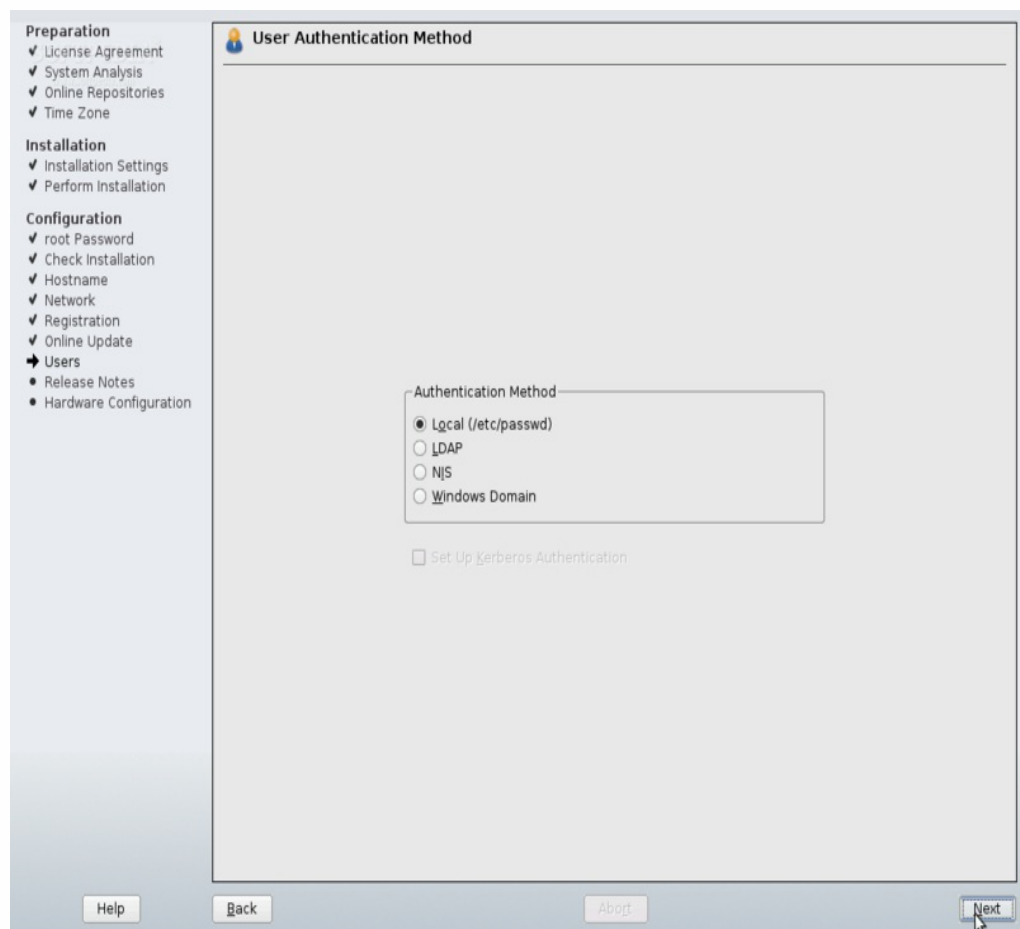 Preparation
License Agreement
System Analysis
Online Repositories
Time Zone
Installation
Installation Settings
Perform Installation
Configuration
root Password
Check Installation
Hostname
Network
Registration
Online Update
Users
Release Notes
Hardware Configuration
User Authentication Method
Authentication Method
Local (/etc/passwd)
LDAP
NIS
Windows Domain
Set Up Kerberos Authentication
Help
Back
Abort
Next